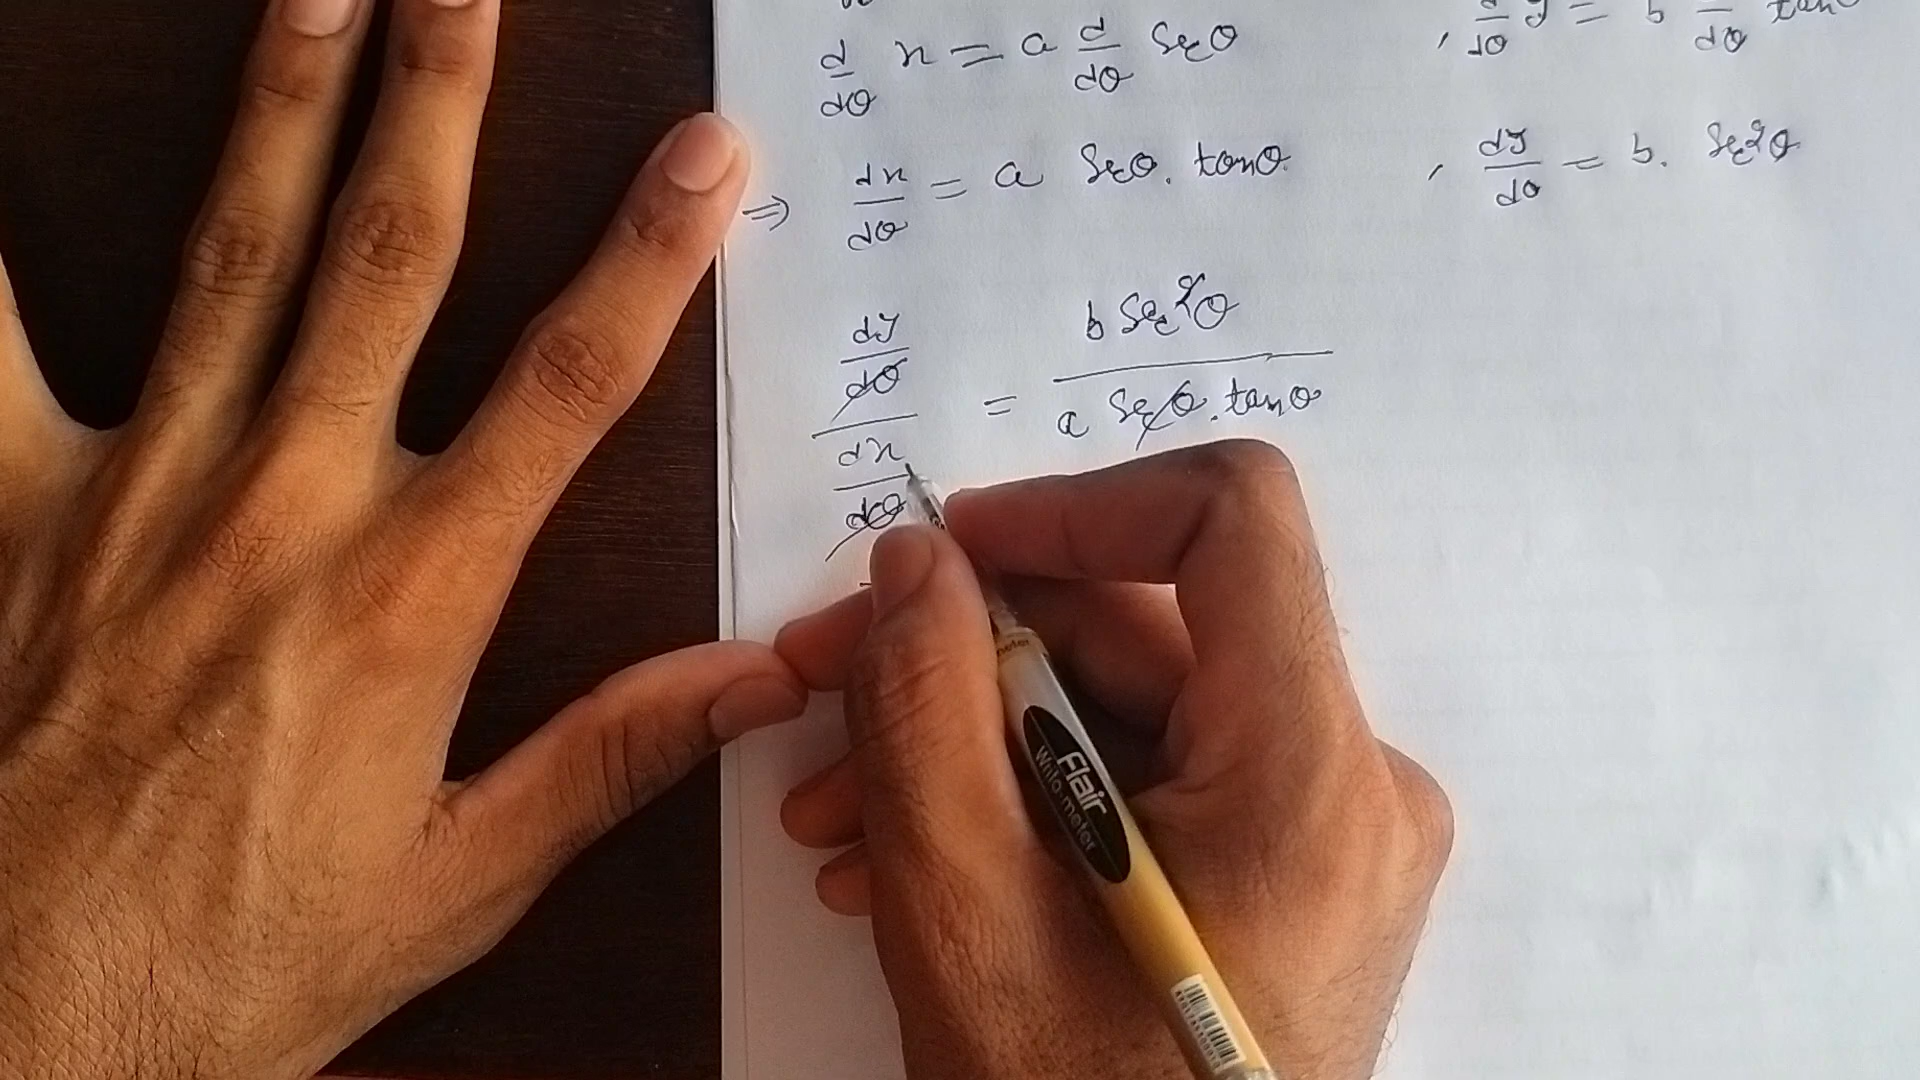 d/dθ x = a d/dθ Secθ , d/dθ y = b d/dθ tanθ
⇒ dx/dθ = a Secθ . tanθ , dy/dθ = b . Sec²θ
(dy/dθ)/(dx/dθ) = b Sec²θ / a Secθ . tanθ
Flair
Writo-meter